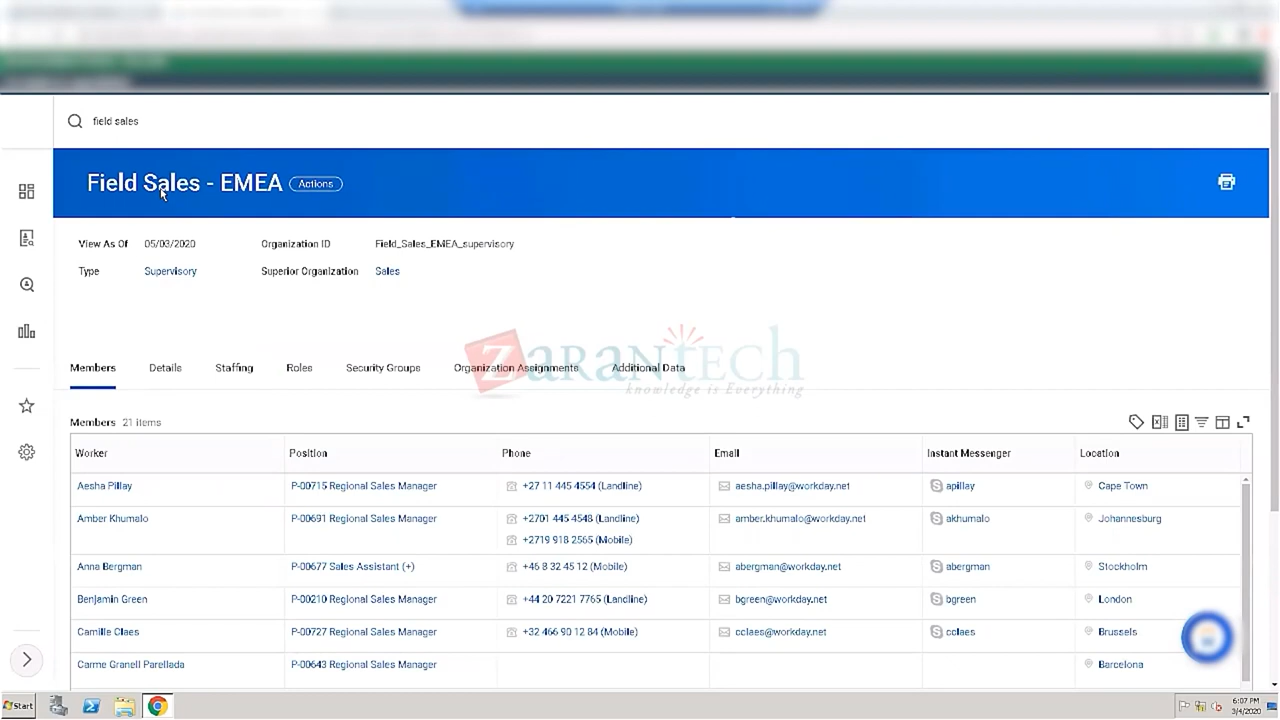 field sales
Field Sales - EMEA Actions
View As Of 05/03/2020 Organization ID Field_Sales_EMEA_supervisory
Type Supervisory Superior Organization Sales
ZARANTECH
knowledge is Everything
Members Details Staffing Roles Security Groups Organization Assignments Additional Data
Members 21 items
Worker Position Phone Email Instant Messenger Location
Aesha Pillay P-00715 Regional Sales Manager +27 11 445 4554 (Landline) aesha.pillay@workday.net apillay Cape Town
Amber Khumalo P-00691 Regional Sales Manager +2701 445 4548 (Landline) amber.khumalo@workday.net akhumalo Johannesburg
+2719 918 2565 (Mobile)
Anna Bergman P-00677 Sales Assistant (+) +46 8 32 45 12 (Mobile) abergman@workday.net abergman Stockholm
Benjamin Green P-00210 Regional Sales Manager +44 20 7221 7765 (Landline) bgreen@workday.net bgreen London
Camille Claes P-00727 Regional Sales Manager +32 466 90 12 84 (Mobile) cclaes@workday.net cclaes Brussels
Carme Granell Parellada P-00643 Regional Sales Manager Barcelona
Start 6:07 PM
3/4/2020